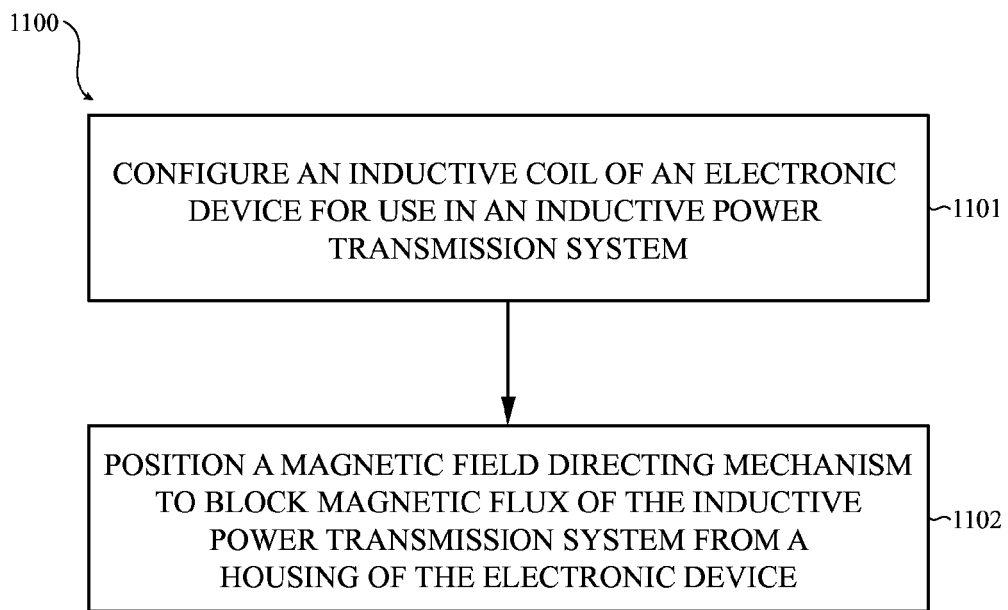 1100
CONFIGURE AN INDUCTIVE COIL OF AN ELECTRONIC
DEVICE FOR USE IN AN INDUCTIVE POWER
TRANSMISSION SYSTEM
1101
POSITION A MAGNETIC FIELD DIRECTING MECHANISM
TO BLOCK MAGNETIC FLUX OF THE INDUCTIVE
POWER TRANSMISSION SYSTEM FROM A
HOUSING OF THE ELECTRONIC DEVICE
1102